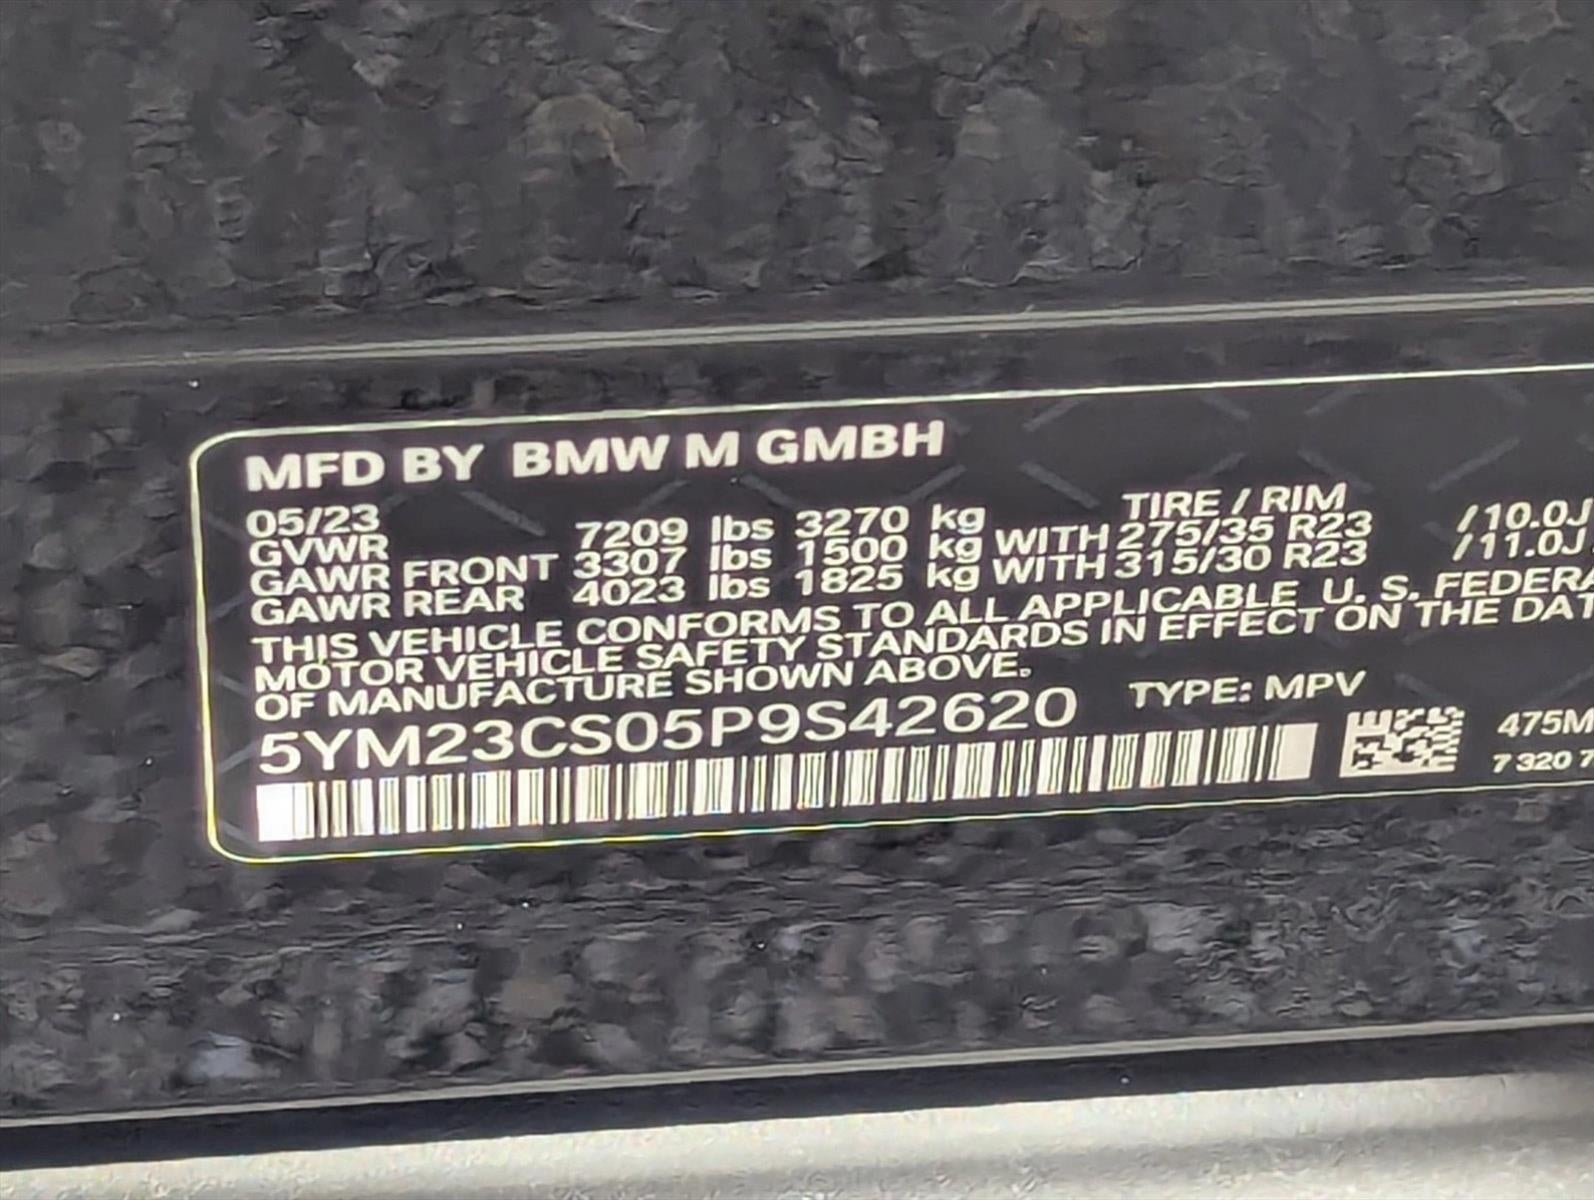 MFD BY BMW M GMBH
05/23 TIRE / RIM
GVWR 7209 lbs 3270 kg
GAWR FRONT 3307 lbs 1500 kg WITH 275/35 R23 /10.0J
GAWR REAR 4023 lbs 1825 kg WITH 315/30 R23 /11.0J
THIS VEHICLE CONFORMS TO ALL APPLICABLE U. S. FEDERA
MOTOR VEHICLE SAFETY STANDARDS IN EFFECT ON THE DAT
OF MANUFACTURE SHOWN ABOVE.
5YM23CS05P9S42620 TYPE: MPV
475M
7 320 7